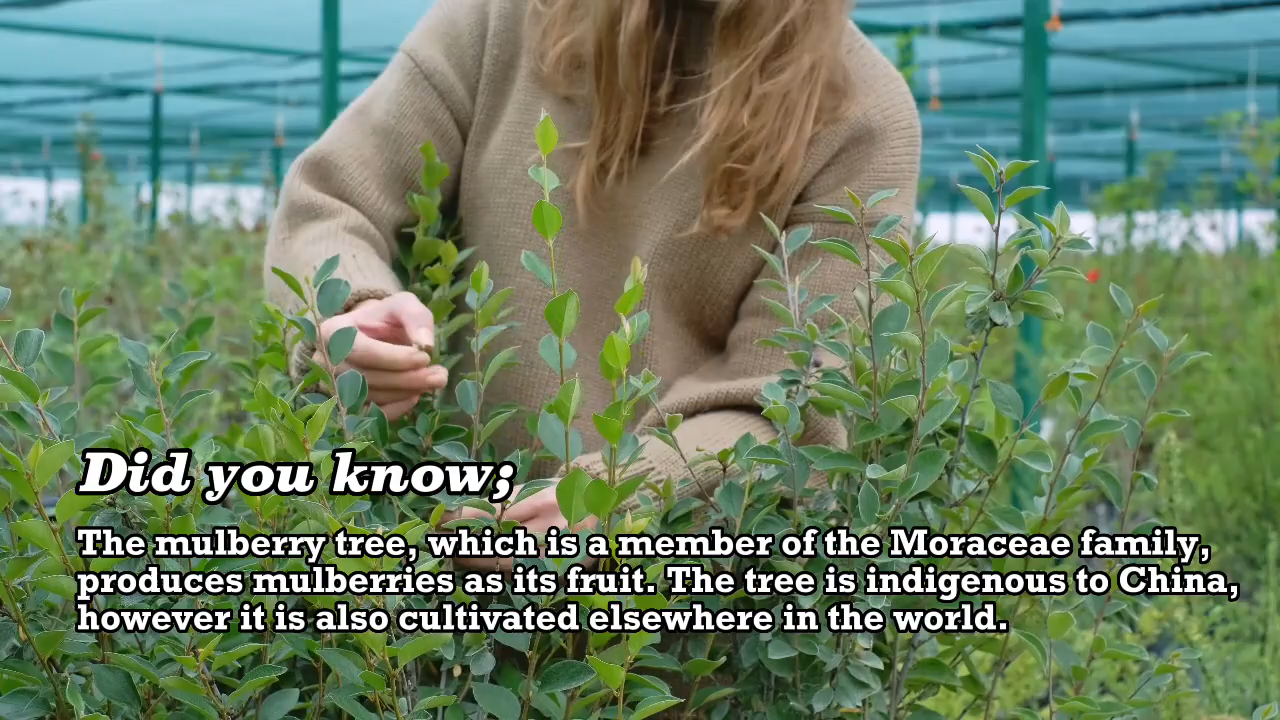 Did you know;
The mulberry tree, which is a member of the Moraceae family,
produces mulberries as its fruit. The tree is indigenous to China,
however it is also cultivated elsewhere in the world.